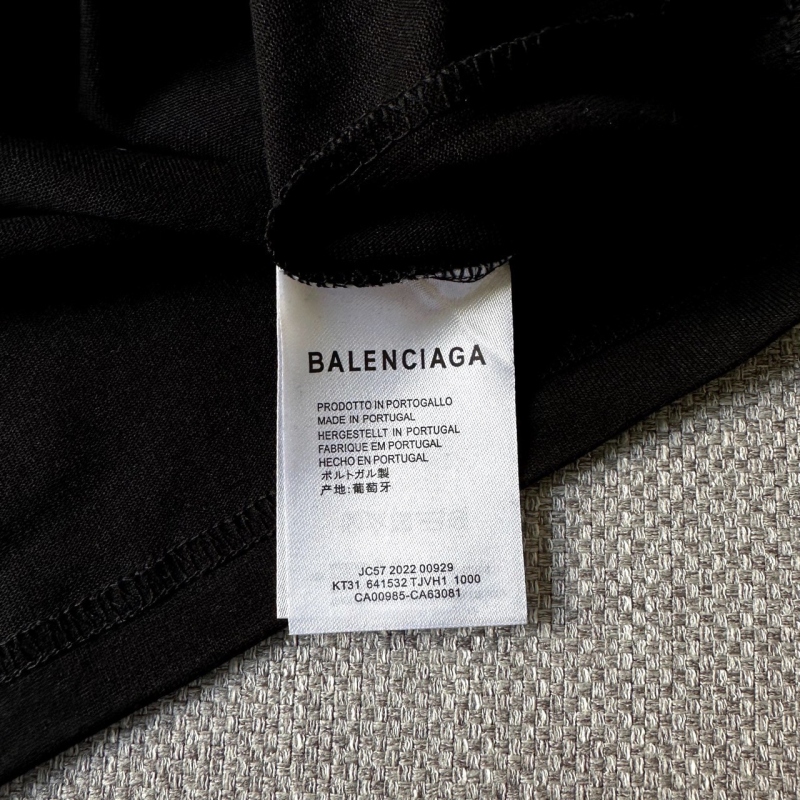 BALENCIAGA
PRODOTTO IN PORTOGALLO
MADE IN PORTUGAL
HERGESTELLT IN PORTUGAL
FABRIQUE EM PORTUGAL
HECHO EN PORTUGAL
ポルトガル製
产地:葡萄牙
JC57 2022 00929
KT31 641532 TJVH1 1000
CA00985-CA63081